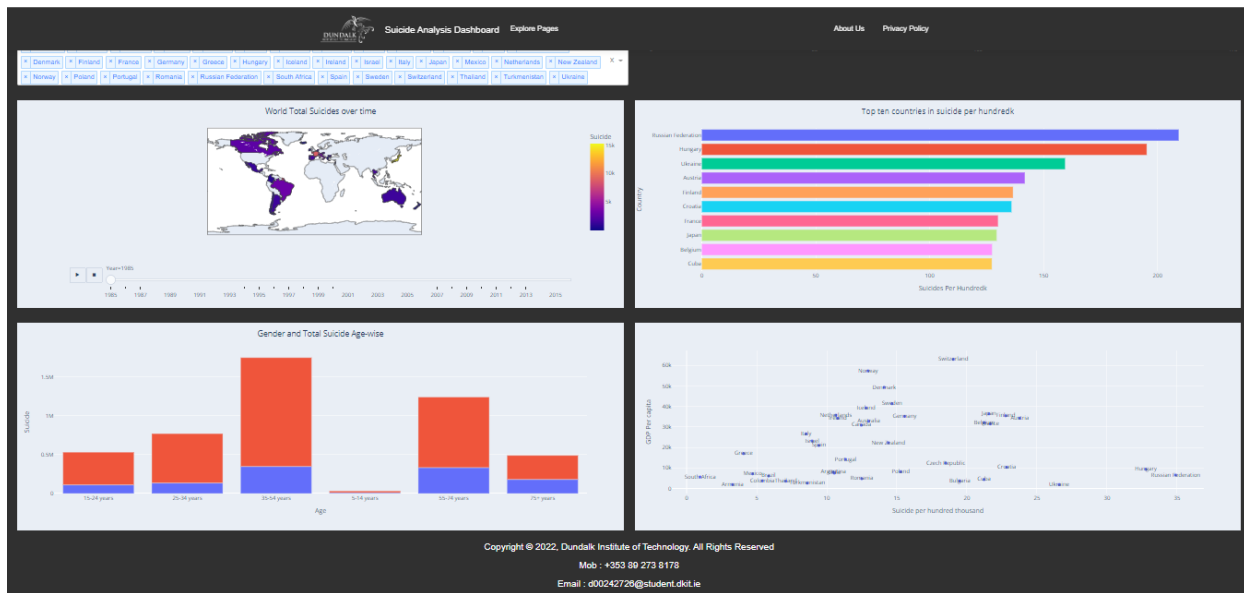 DUNDALK
Suicide Analysis Dashboard Explore Pages About Us Privacy Policy
× Denmark × Finland × France × Germany × Greece × Hungary × Iceland × Ireland × Israel × Italy × Japan × Mexico × Netherlands × New Zealand
× Norway × Poland × Portugal × Romania × Russian Federation × South Africa × Spain × Sweden × Switzerland × Thailand × Turkmenistan × Ukraine
World Total Suicides over time
Suicide
15k
10k
5k
Year=1985
1985 1987 1989 1991 1993 1995 1997 1999 2001 2003 2005 2007 2009 2011 2013 2015
Top ten countries in suicide per hundredk
Country
Russian Federation
Hungary
Ukraine
Austria
Finland
Croatia
France
Japan
Belgium
Cuba
0 50 100 150 200
Suicides Per Hundredk
Gender and Total Suicide Age-wise
Suicide
1.5M
1M
0.5M
0
15-24 years 25-34 years 35-54 years 5-14 years 55-74 years 75+ years
Age
GDP Per capita
60k
50k
40k
30k
20k
10k
0
Switzerland
Norway
Denmark
Sweden
Iceland
Netherlands
Germany
Japan
Finland
Austria
Australia
Canada
Italy
Israel
Spain
New Zealand
Greece
Portugal
Czech Republic
Croatia
Hungary
Russian Federation
South Africa
Mexico
Brazil
Argentina
Poland
Armenia
Colombia
Thailand
Turkmenistan
Romania
Bulgaria
Cuba
Ukraine
0 5 10 15 20 25 30 35
Suicide per hundred thousand
Copyright © 2022, Dundalk Institute of Technology. All Rights Reserved
Mob : +353 89 273 8178
Email : d00242726@student.dkit.ie